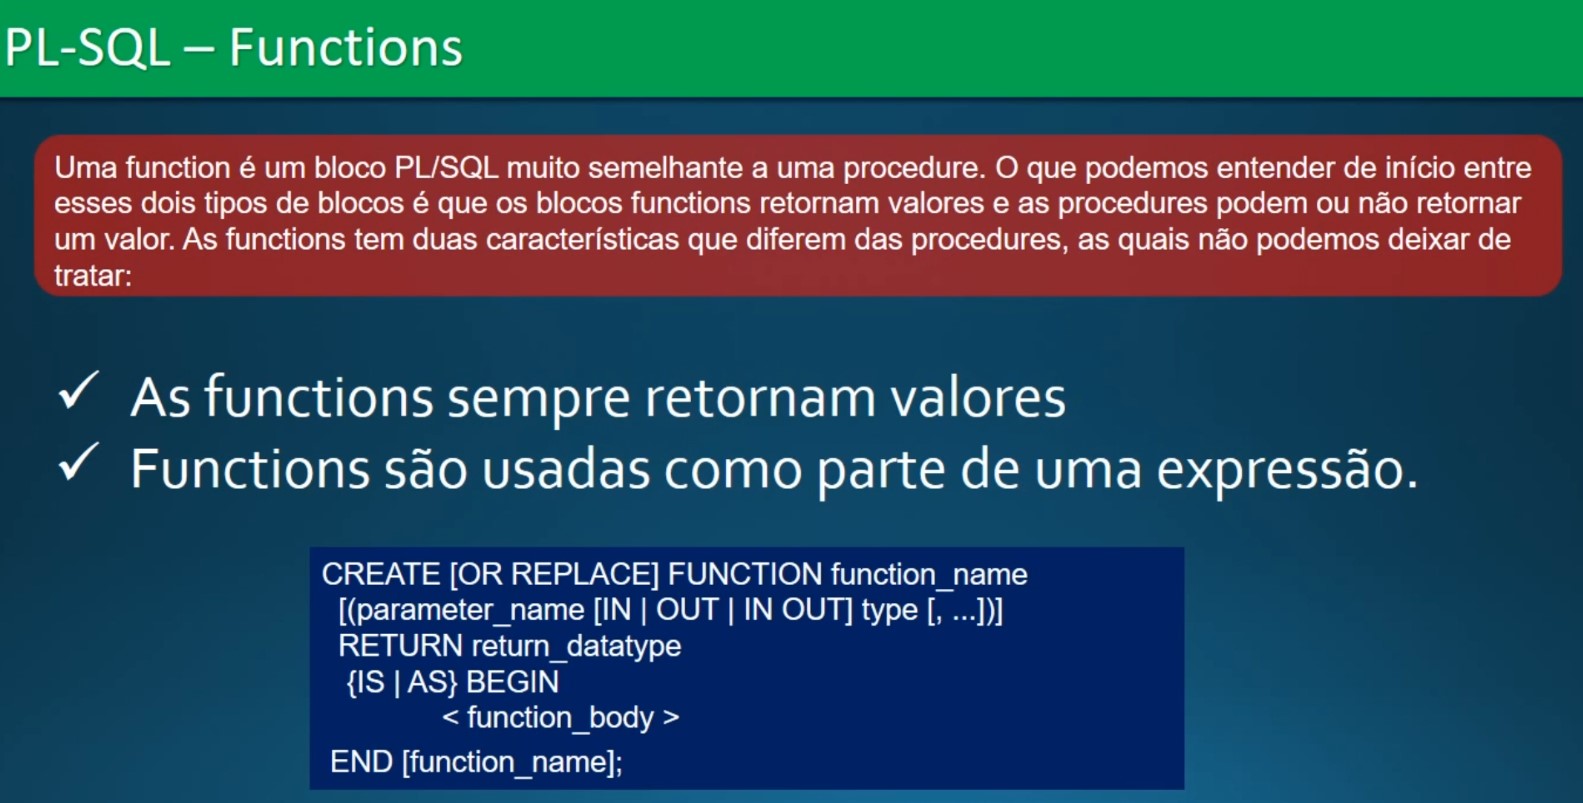 PL-SQL – Functions
Uma function é um bloco PL/SQL muito semelhante a uma procedure. O que podemos entender de início entre
esses dois tipos de blocos é que os blocos functions retornam valores e as procedures podem ou não retornar
um valor. As functions tem duas características que diferem das procedures, as quais não podemos deixar de
tratar:
✓ As functions sempre retornam valores
✓ Functions são usadas como parte de uma expressão.
CREATE [OR REPLACE] FUNCTION function_name
[(parameter_name [IN | OUT | IN OUT] type [, ...])]
RETURN return_datatype
{IS | AS} BEGIN
< function_body >
END [function_name];